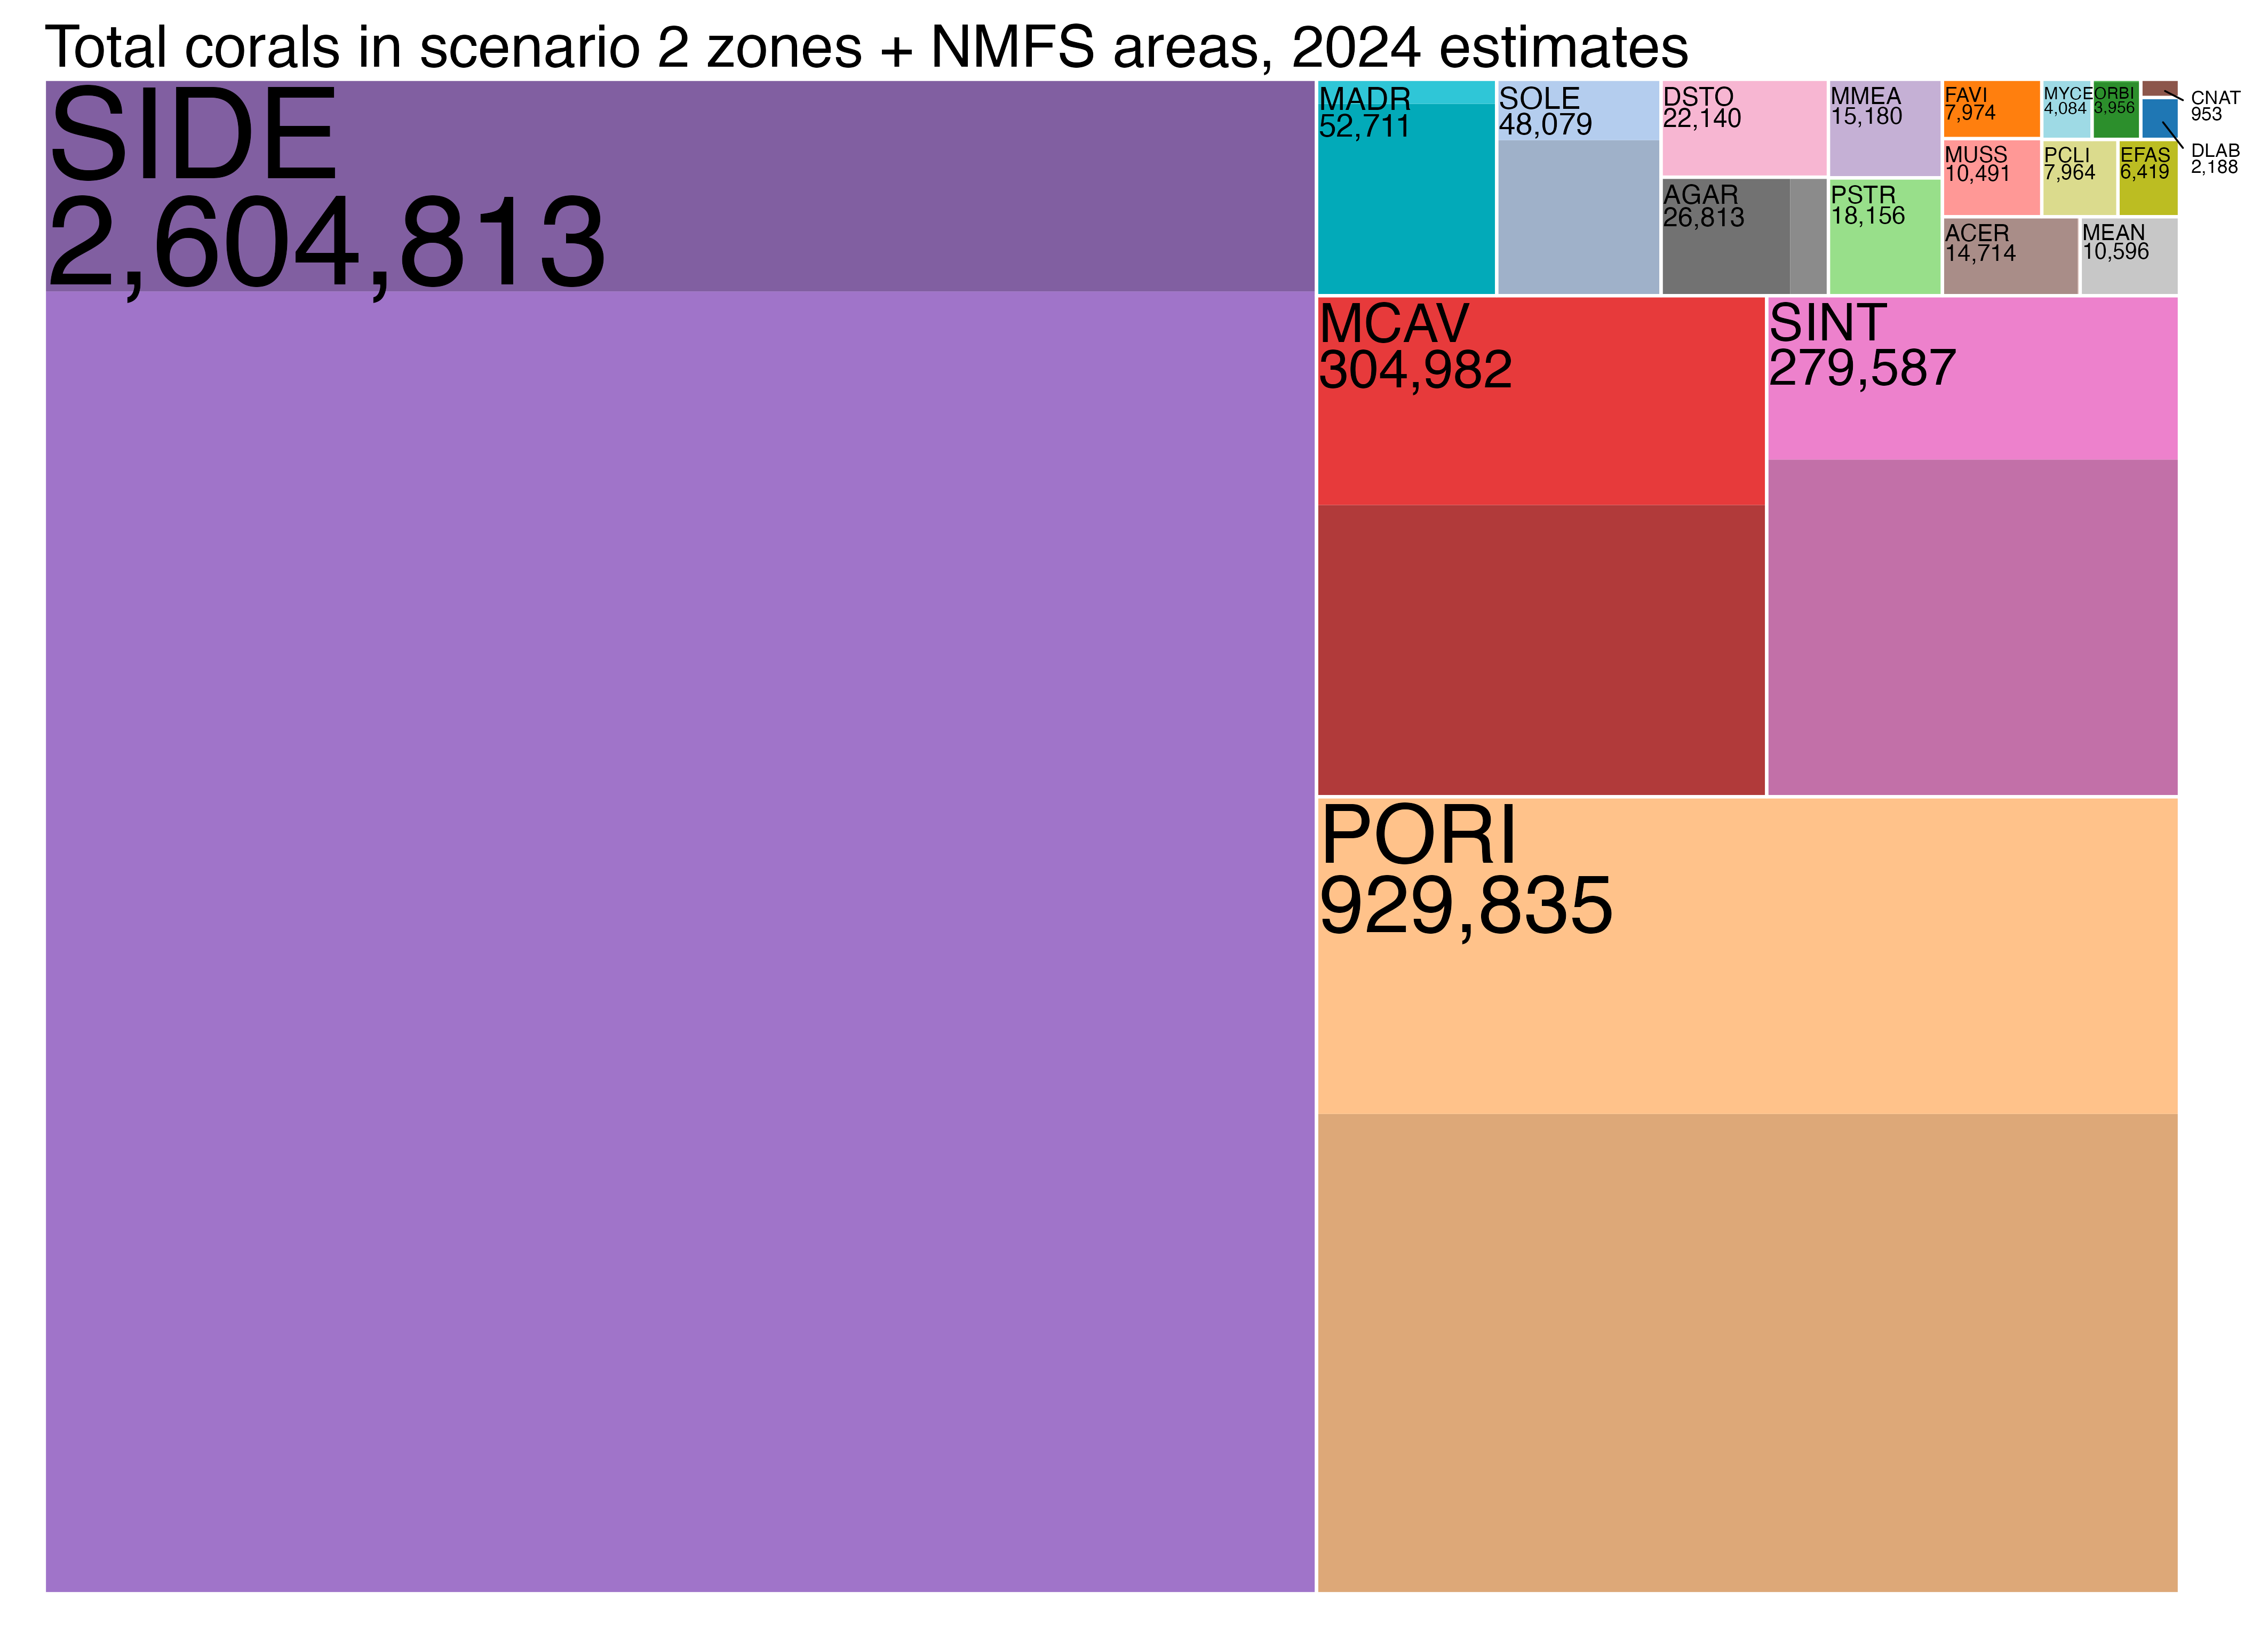 Total corals in scenario 2 zones + NMFS areas, 2024 estimates
SIDE
2,604,813
MADR
52,711
SOLE
48,079
DSTO
22,140
MMEA
15,180
FAVI
7,974
MYCE
4,084
ORBI
3,956
CNAT
953
DLAB
2,188
MUSS
10,491
PCLI
7,964
EFAS
6,419
AGAR
26,813
PSTR
18,156
ACER
14,714
MEAN
10,596
MCAV
304,982
SINT
279,587
PORI
929,835